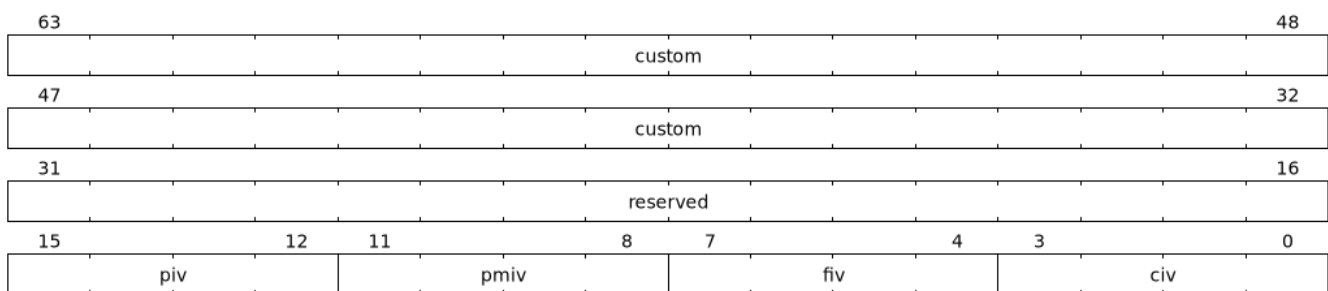 63 48
custom
47 32
custom
31 16
reserved
15 12 11 8 7 4 3 0
piv pmiv fiv civ